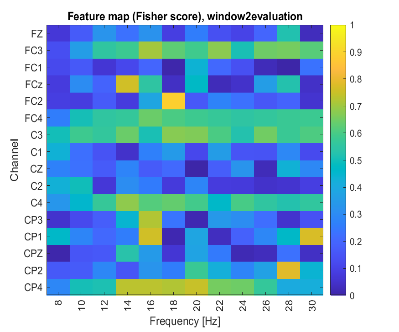 Feature map (Fisher score), window2evaluation
FZ
FC3
FC1
FCz
FC2
FC4
C3
C1
CZ
C2
C4
CP3
CP1
CPZ
CP2
CP4
Channel
8 10 12 14 16 18 20 22 24 26 28 30
Frequency [Hz]
1
0.9
0.8
0.7
0.6
0.5
0.4
0.3
0.2
0.1
0